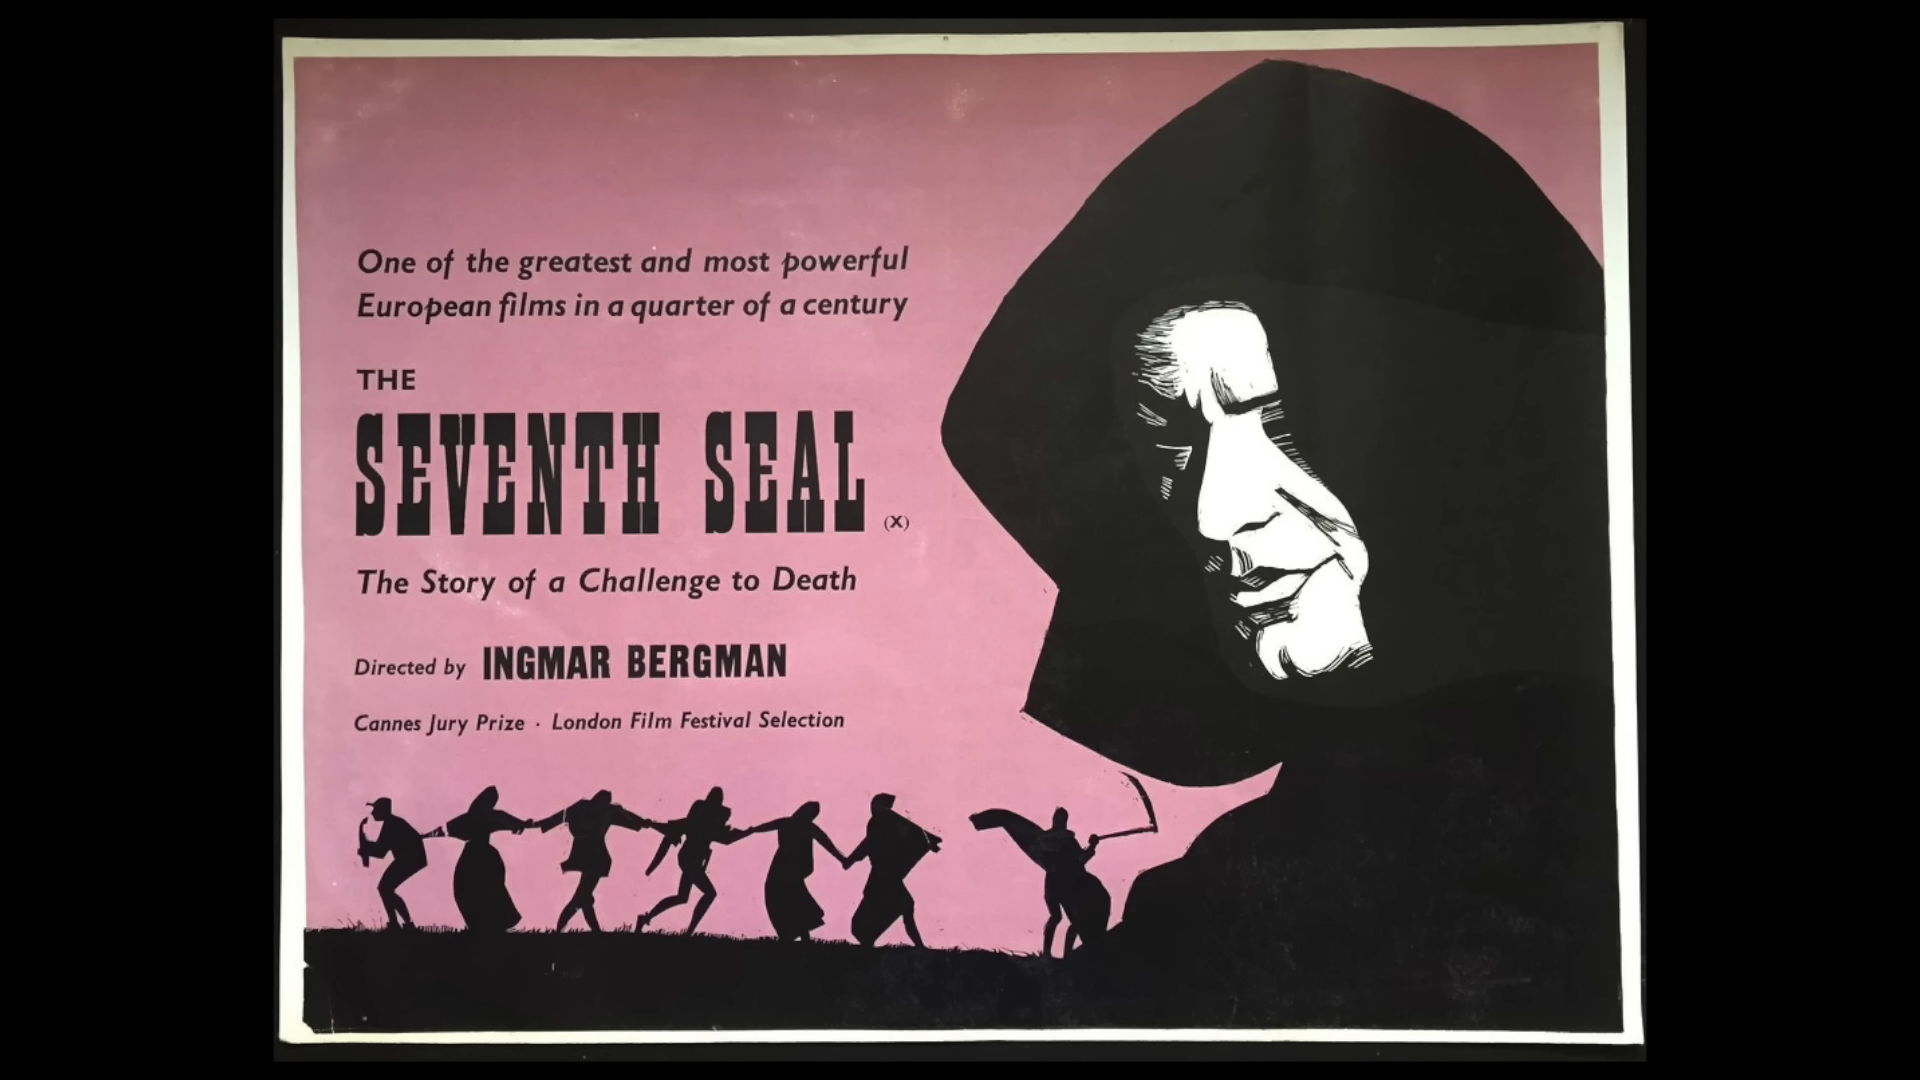 One of the greatest and most powerful
European films in a quarter of a century
THE
SEVENTH SEAL (X)
The Story of a Challenge to Death
Directed by INGMAR BERGMAN
Cannes Jury Prize · London Film Festival Selection